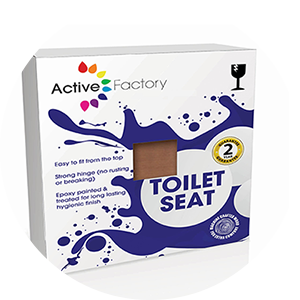 Active Factory
Easy to fit from the top
Strong hinge (no rusting
or breaking)
Epoxy painted &
treated for long lasting
hygienic finish
2
TOILET
SEAT